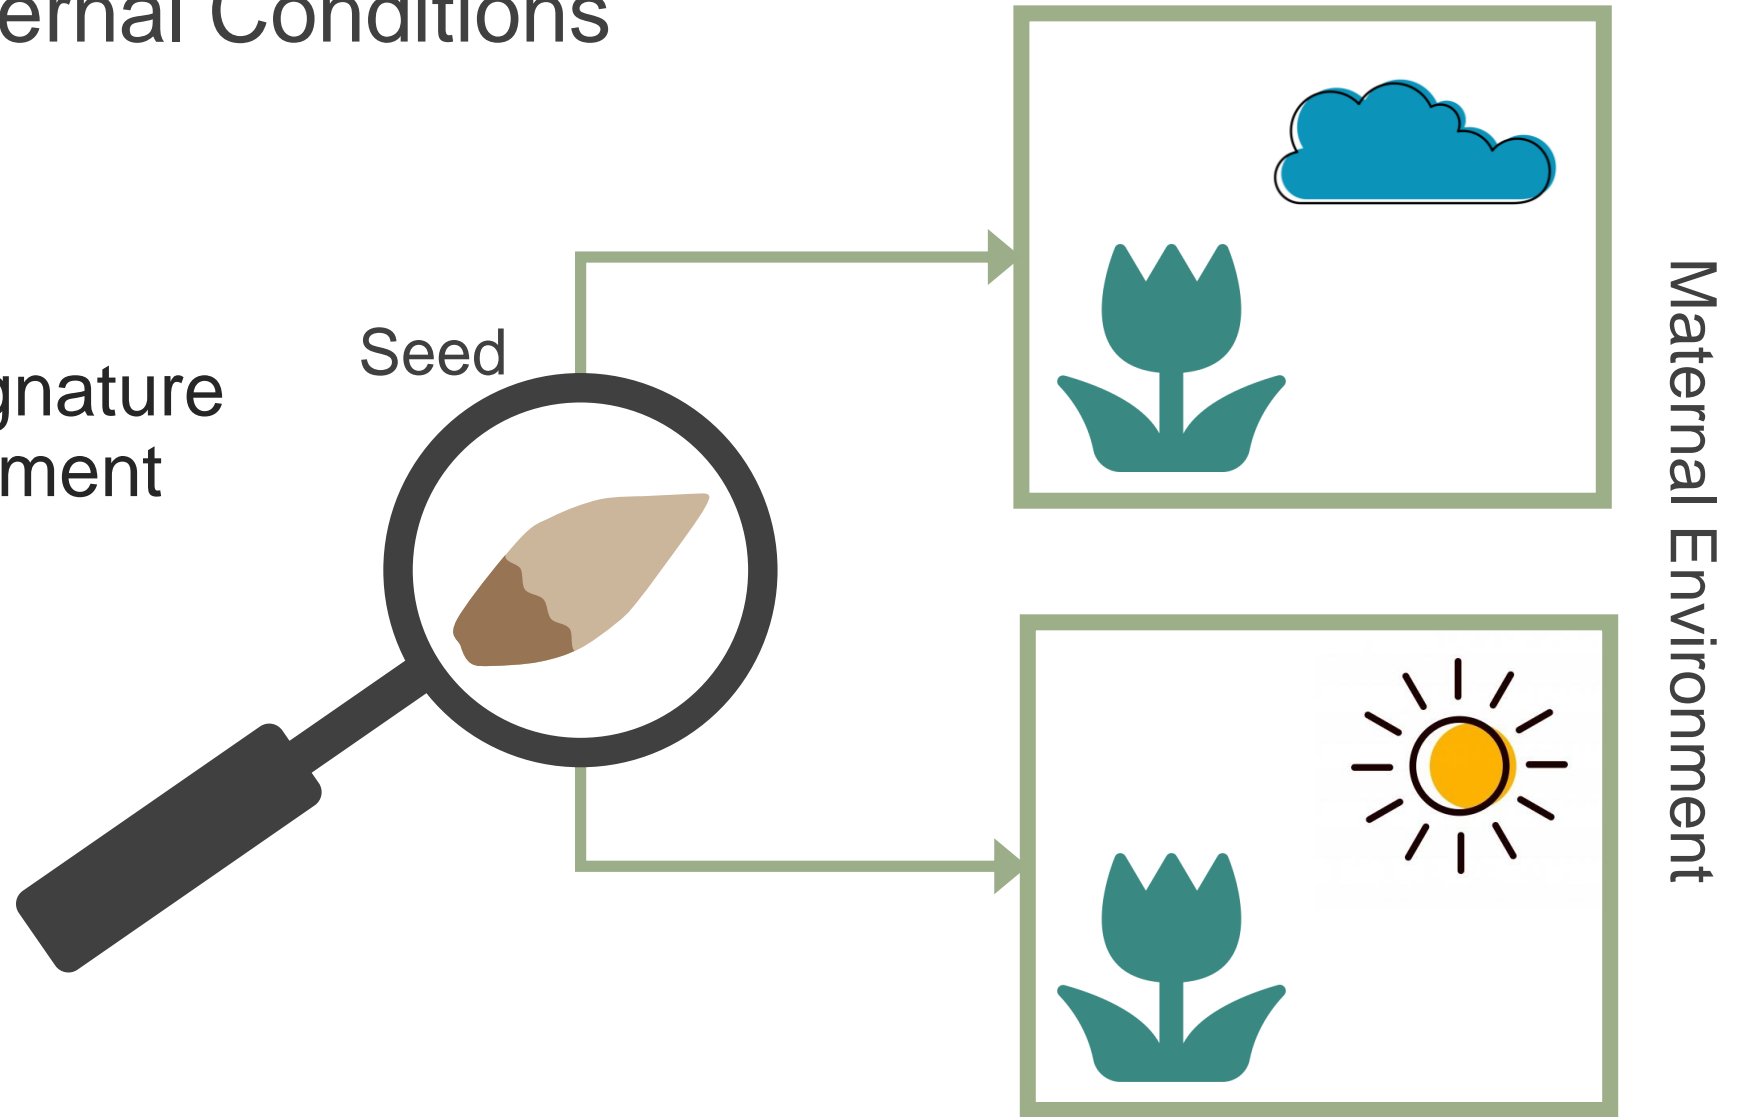 ernal Conditions
Seed
gnature
ment
Maternal Environment